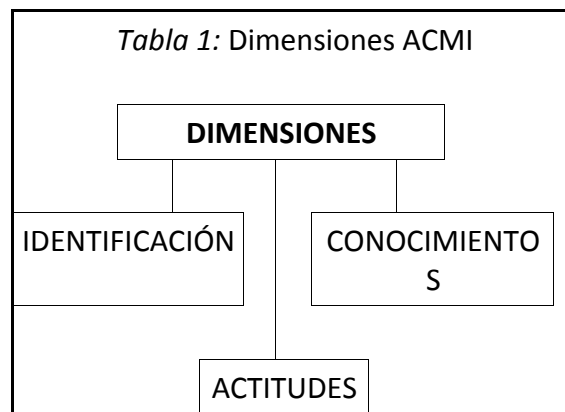 Tabla 1: Dimensiones ACMI
DIMENSIONES
IDENTIFICACIÓN
CONOCIMIENTO
S
ACTITUDES